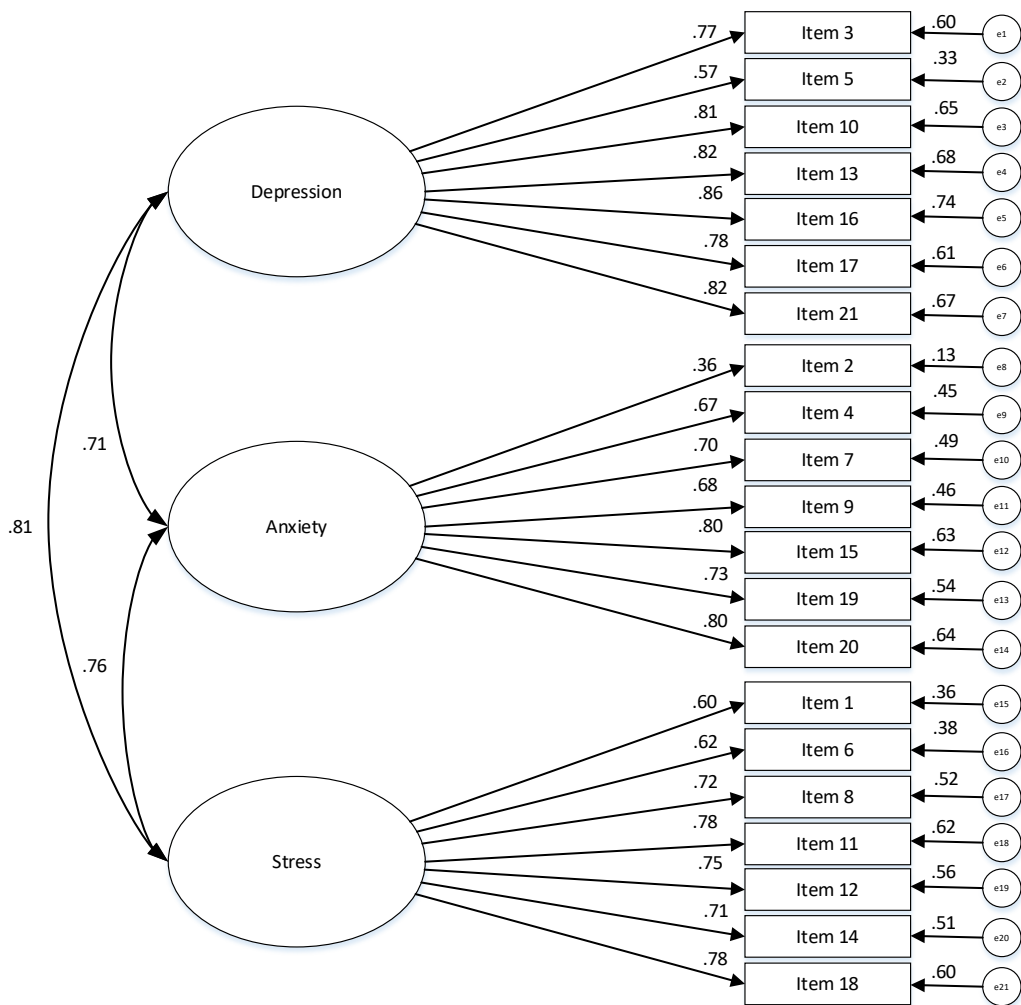 .77 Item 3 .60 e1
.57 Item 5 .33 e2
.81 Item 10 .65 e3
.82 Item 13 .68 e4
.86 Item 16 .74 e5
.78 Item 17 .61 e6
.82 Item 21 .67 e7
Depression
.36 Item 2 .13 e8
.67 Item 4 .45 e9
.70 Item 7 .49 e10
.68 Item 9 .46 e11
.80 Item 15 .63 e12
.73 Item 19 .54 e13
.80 Item 20 .64 e14
.71
Anxiety
.81
.76
.60 Item 1 .36 e15
.62 Item 6 .38 e16
.72 Item 8 .52 e17
.78 Item 11 .62 e18
.75 Item 12 .56 e19
.71 Item 14 .51 e20
.78 Item 18 .60 e21
Stress